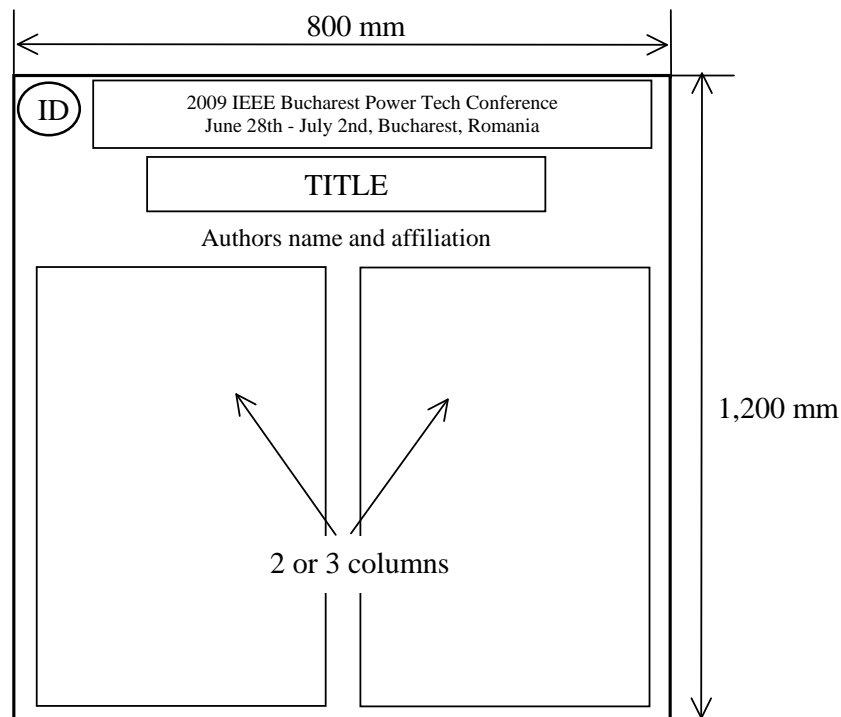 800 mm
ID
2009 IEEE Bucharest Power Tech Conference
June 28th - July 2nd, Bucharest, Romania
TITLE
Authors name and affiliation
1,200 mm
2 or 3 columns